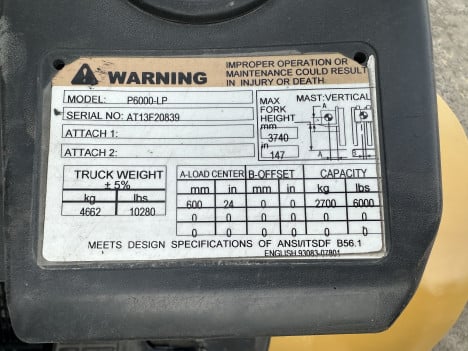 WARNING
IMPROPER OPERATION OR
MAINTENANCE COULD RESULT
IN INJURY OR DEATH.
MODEL: P6000-LP
SERIAL NO: AT13F20839
ATTACH 1:
ATTACH 2:
MAX
FORK
HEIGHT
mm
3740
in
147
MAST:VERTICAL
A B
A B
TRUCK WEIGHT
± 5%
kg lbs
4662 10280
A-LOAD CENTER B-OFFSET CAPACITY
mm in mm in kg lbs
600 24 0 0 2700 6000
0 0 0 0 0 0
0 0 0 0 0 0
MEETS DESIGN SPECIFICATIONS OF ANSI/ITSDF B56.1
ENGLISH 93083-07801